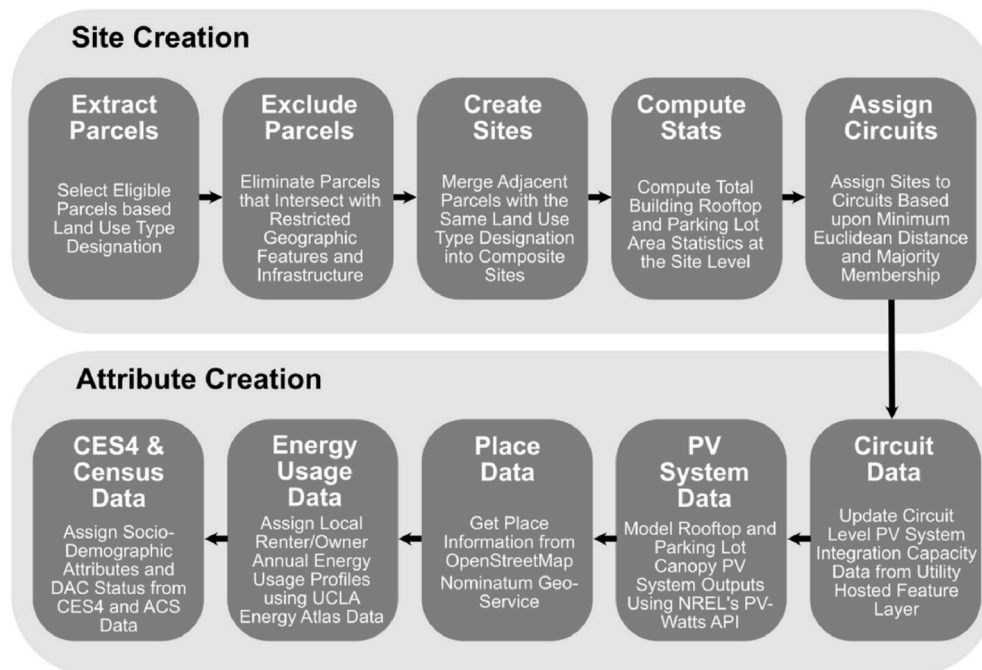 Site Creation
Extract
Parcels
Select Eligible
Parcels based
Land Use Type
Designation
Exclude
Parcels
Eliminate Parcels
that Intersect with
Restricted
Geographic
Features and
Infrastructure
Create
Sites
Merge Adjacent
Parcels with the
Same Land Use
Type Designation
into Composite
Sites
Compute
Stats
Compute Total
Building Rooftop
and Parking Lot
Area Statistics at
the Site Level
Assign
Circuits
Assign Sites to
Circuits Based
upon Minimum
Euclidean Distance
and Majority
Membership
Attribute Creation
CES4 &
Census
Data
Assign Socio-
Demographic
Attributes and
DAC Status from
CES4 and ACS
Data
Energy
Usage
Data
Assign Local
Renter/Owner
Annual Energy
Usage Profiles
using UCLA
Energy Atlas Data
Place
Data
Get Place
Information from
OpenStreetMap
Nominatum Geo-
Service
PV
System
Data
Model Rooftop and
Parking Lot
Canopy PV
System Outputs
Using NREL's PV-
Watts API
Circuit
Data
Update Circuit
Level PV System
Integration Capacity
Data from Utility
Hosted Feature
Layer